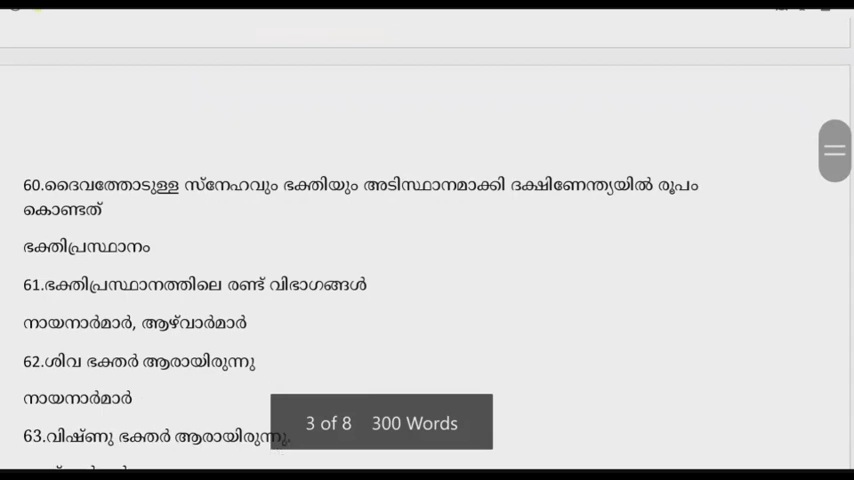 60.ദൈവത്തോടുള്ള സ്നേഹവും ഭക്തിയും അടിസ്ഥാനമാക്കി ദക്ഷിണേന്ത്യയിൽ രൂപം
കൊണ്ടത്
ഭക്തിപ്രസ്ഥാനം
61.ഭക്തിപ്രസ്ഥാനത്തിലെ രണ്ട് വിഭാഗങ്ങൾ
നായനാർമാർ, ആഴ്‌വാർമാർ
62.ശിവ ഭക്തർ ആരായിരുന്നു
നായനാർമാർ
3 of 8 300 Words
63.വിഷ്ണു ഭക്തർ ആരായിരുന്നു.